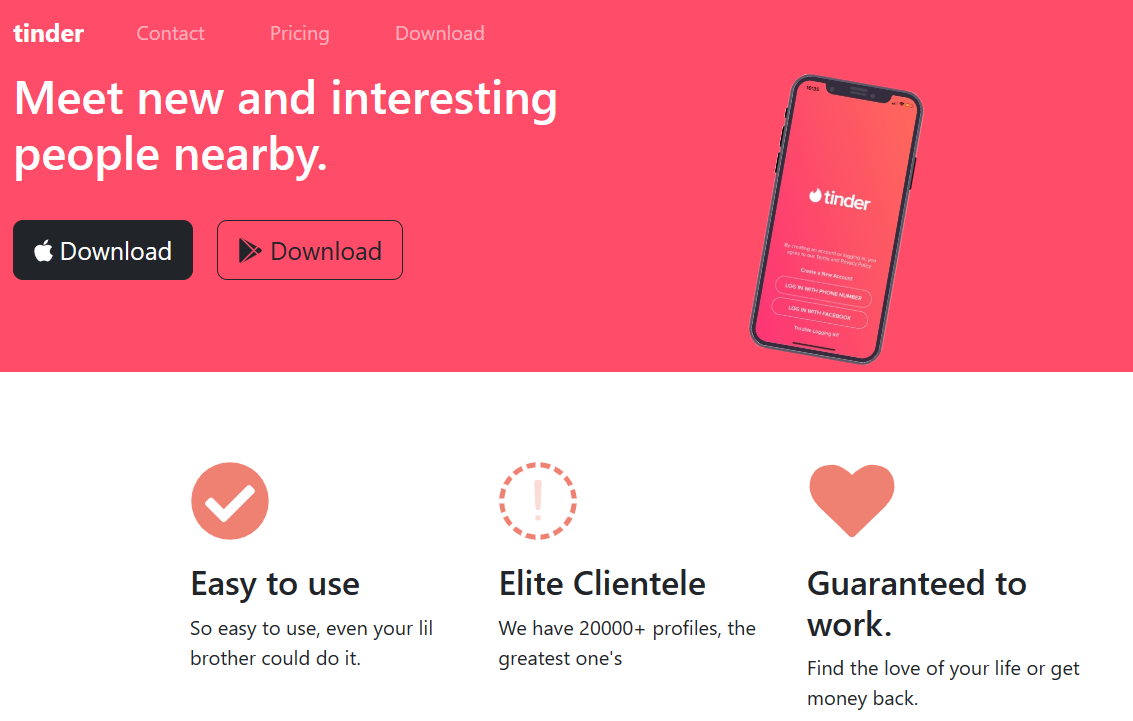 tinder Contact Pricing Download
Meet new and interesting
people nearby.
Download Download
10:35
tinder
By creating an account or logging in, you
agree to our Terms and Privacy Policy
Create a New Account
LOG IN WITH PHONE NUMBER
LOG IN WITH FACEBOOK
Trouble Logging In?
Easy to use
So easy to use, even your lil
brother could do it.
Elite Clientele
We have 20000+ profiles, the
greatest one's
Guaranteed to
work.
Find the love of your life or get
money back.